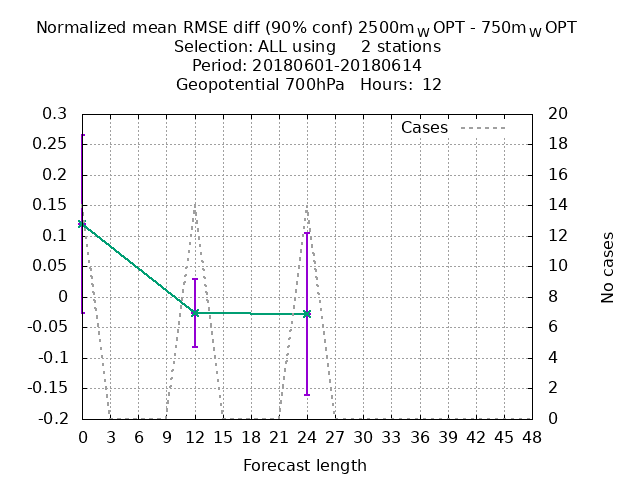 Normalized mean RMSE diff (90% conf) 2500m_W OPT - 750m_W OPT
Selection: ALL using 2 stations
Period: 20180601-20180614
Geopotential 700hPa Hours: 12
Cases
0.3
0.25
0.2
0.15
0.1
0.05
0
-0.05
-0.1
-0.15
-0.2
20
18
16
14
12
10
8
6
4
2
0
No cases
0 3 6 9 12 15 18 21 24 27 30 33 36 39 42 45 48
Forecast length